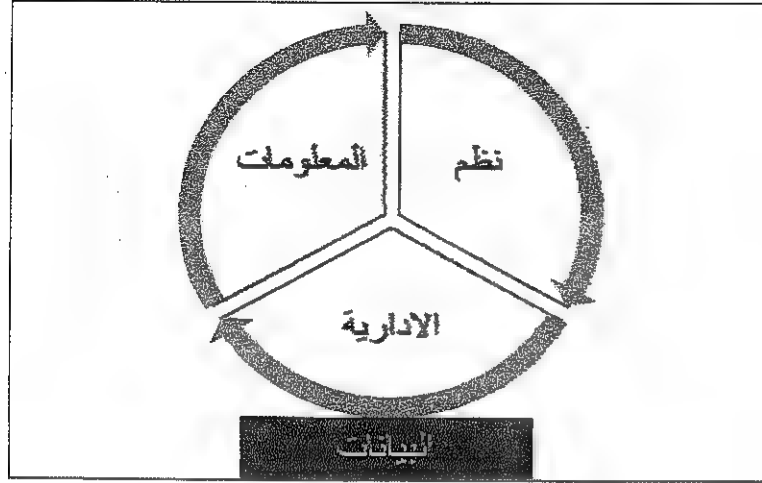 نظم
المعلومات
الادارية
البيانات